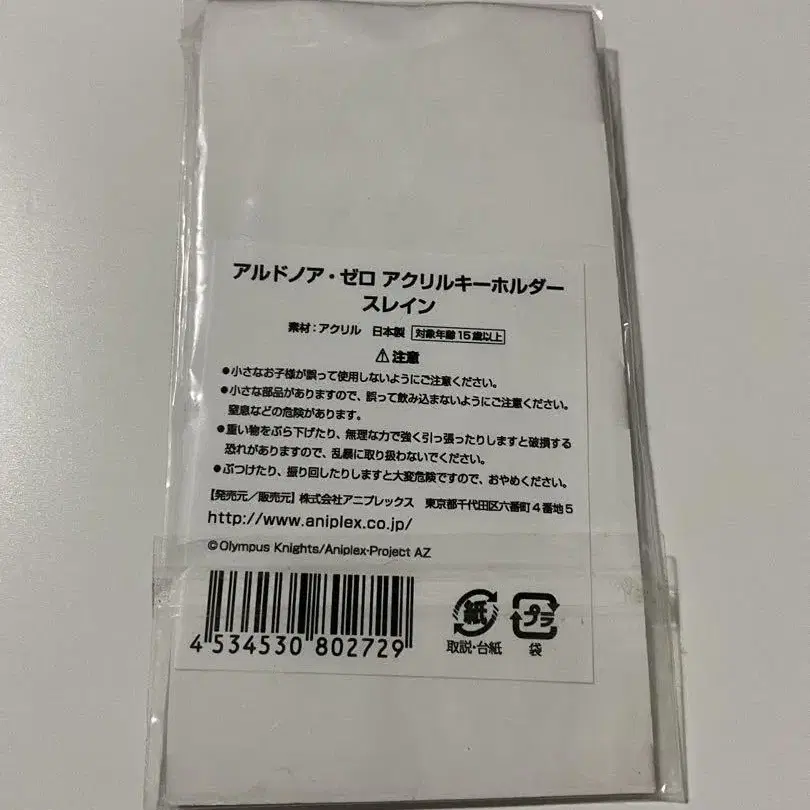 アルドノア・ゼロ アクリルキーホルダー
スレイン
素材：アクリル 日本製 対象年齢15歳以上
⚠注意
●小さなお子様が誤って使用しないようにご注意ください。
●小さな部品がありますので、誤って飲み込まないようにご注意ください。
窒息などの危険があります。
●重い物をぶら下げたり、無理な力で強く引っ張ったりしますと破損する
恐れがありますので、乱暴に取り扱わないでください。
●ぶつけたり、振り回したりしますと大変危険ですので、おやめください。
【発売元／販売元】株式会社アニプレックス 東京都千代田区六番町4番地5
http://www.aniplex.co.jp/
©Olympus Knights/Aniplex・Project AZ
4 534530 802729
紙 プラ
取説・台紙 袋